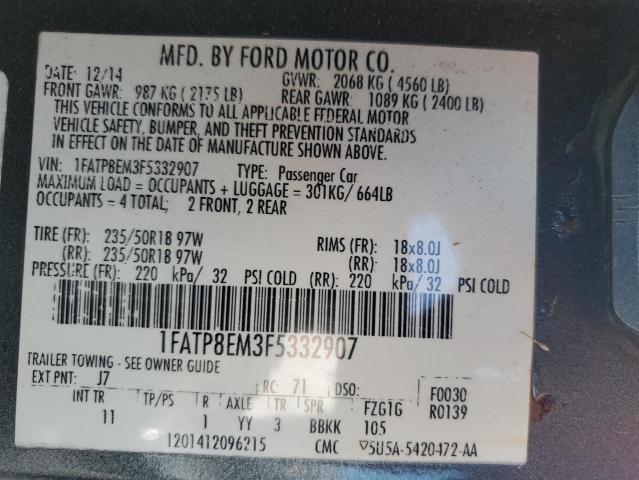 MFD. BY FORD MOTOR CO.
DATE: 12/14 GVWR: 2068 KG ( 4560 LB)
FRONT GAWR: 987 KG ( 2175 LB) REAR GAWR: 1089 KG ( 2400 LB)
THIS VEHICLE CONFORMS TO ALL APPLICABLE FEDERAL MOTOR
VEHICLE SAFETY, BUMPER, AND THEFT PREVENTION STANDARDS
IN EFFECT ON THE DATE OF MANUFACTURE SHOWN ABOVE.
VIN: 1FATP8EM3F5332907 TYPE: Passenger Car
MAXIMUM LOAD = OCCUPANTS + LUGGAGE = 301KG/ 664LB
OCCUPANTS = 4 TOTAL; 2 FRONT, 2 REAR
TIRE (FR): 235/50R18 97W RIMS (FR): 18x8.0J
(RR): 235/50R18 97W (RR): 18x8.0J
PRESSURE (FR): 220 kPa/ 32 PSI COLD (RR): 220 kPa/ 32 PSI COLD
1FATP8EM3F5332907
TRAILER TOWING - SEE OWNER GUIDE
EXT PNT: J7 RC: 71 DSO: F0030
INT TR TP/PS R AXLE TR SPR FZG1G R0139
11 1 YY 3 BBKK 105
1201412096215 CMC ▽5U5A-5420472-AA